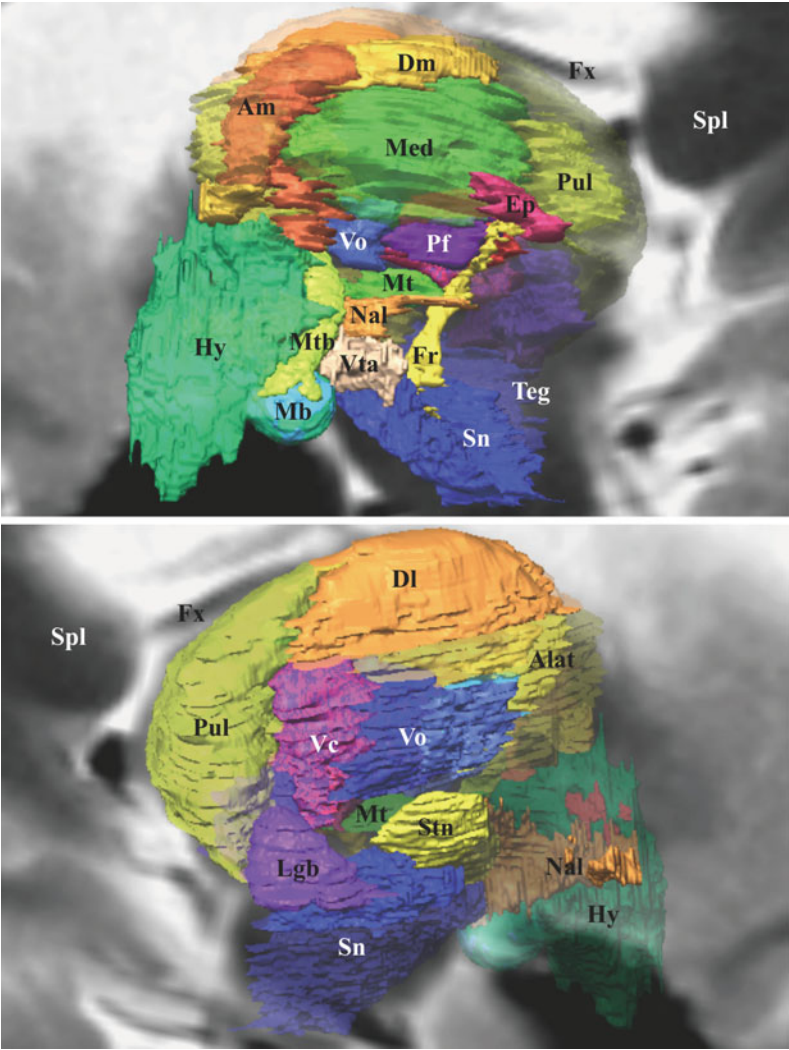 Dm
Fx
Am
Spl
Med
Pul
Ep
Vo
Pf
Mt
Nal
Hy
Mtb
Vta
Fr
Teg
Mb
Sn
Dl
Fx
Spl
Alat
Pul
Vc
Vo
Mt
Stn
Lgb
Nal
Hy
Sn